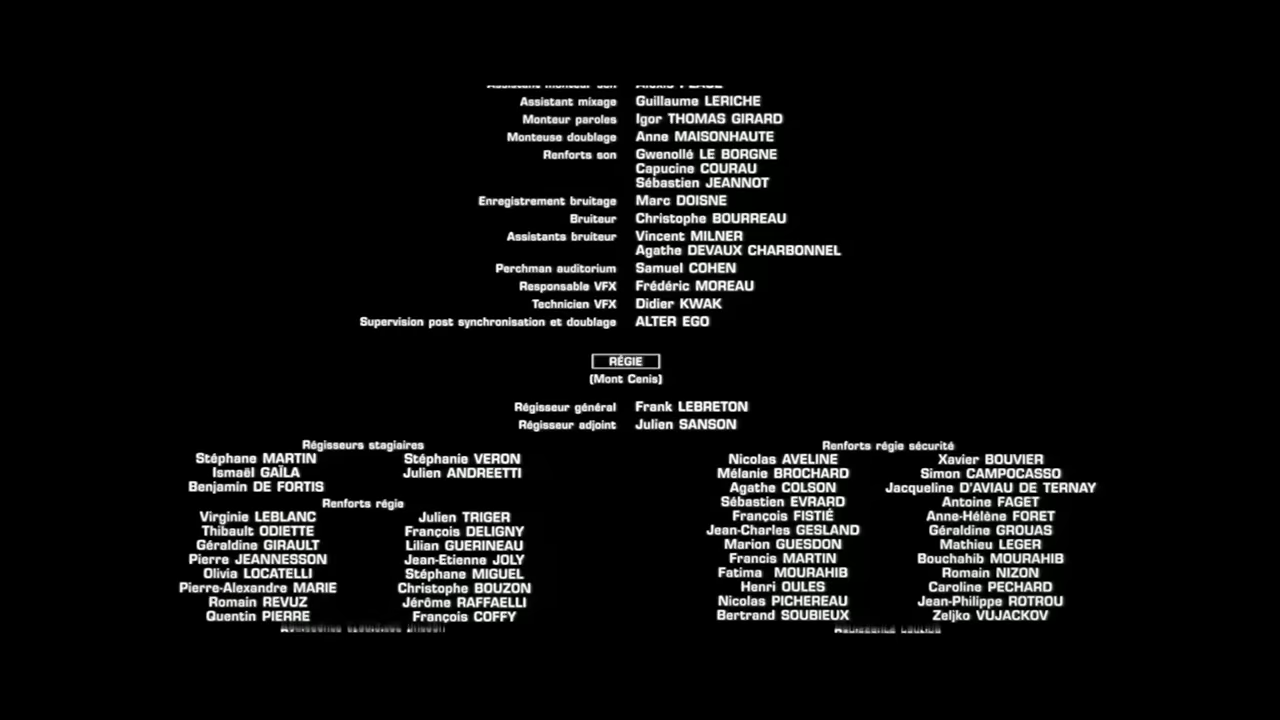 Assistant monteur son Alexis PLACE
Assistant mixage Guillaume LERICHE
Monteur paroles Igor THOMAS GIRARD
Monteuse doublage Anne MAISONHAUTE
Renforts son Gwenollé LE BORGNE
Capucine COURAU
Sébastien JEANNOT
Enregistrement bruitage Marc DOISNE
Bruiteur Christophe BOURREAU
Assistants bruiteur Vincent MILNER
Agathe DEVAUX CHARBONNEL
Perchman auditorium Samuel COHEN
Responsable VFX Frédéric MOREAU
Technicien VFX Didier KWAK
Supervision post synchronisation et doublage ALTER EGO
RÉGIE
(Mont Cenis)
Régisseur général Frank LEBRETON
Régisseur adjoint Julien SANSON
Régisseurs stagiaires
Stéphane MARTIN Stéphanie VERON
Ismaël GAÏLA Julien ANDREETTI
Benjamin DE FORTIS
Renforts régie
Virginie LEBLANC Julien TRIGER
Thibault ODIETTE François DELIGNY
Géraldine GIRAULT Lilian GUERINEAU
Pierre JEANNESSON Jean-Etienne JOLY
Olivia LOCATELLI Stéphane MIGUEL
Pierre-Alexandre MARIE Christophe BOUZON
Romain REVUZ Jérôme RAFFAELLI
Quentin PIERRE François COFFY
Renforts régie sécurité
Nicolas AVELINE Xavier BOUVIER
Mélanie BROCHARD Simon CAMPOCASSO
Agathe COLSON Jacqueline D'AVIAU DE TERNAY
Sébastien EVRARD Antoine FAGET
François FISTIÉ Anne-Hélène FORET
Jean-Charles GESLAND Géraldine GROUAS
Marion GUESDON Mathieu LEGER
Francis MARTIN Bouchahib MOURAHIB
Fatima MOURAHIB Romain NIZON
Henri OULES Caroline PECHARD
Nicolas PICHEREAU Jean-Philippe ROTROU
Bertrand SOUBIEUX Zeljko VUJACKOV